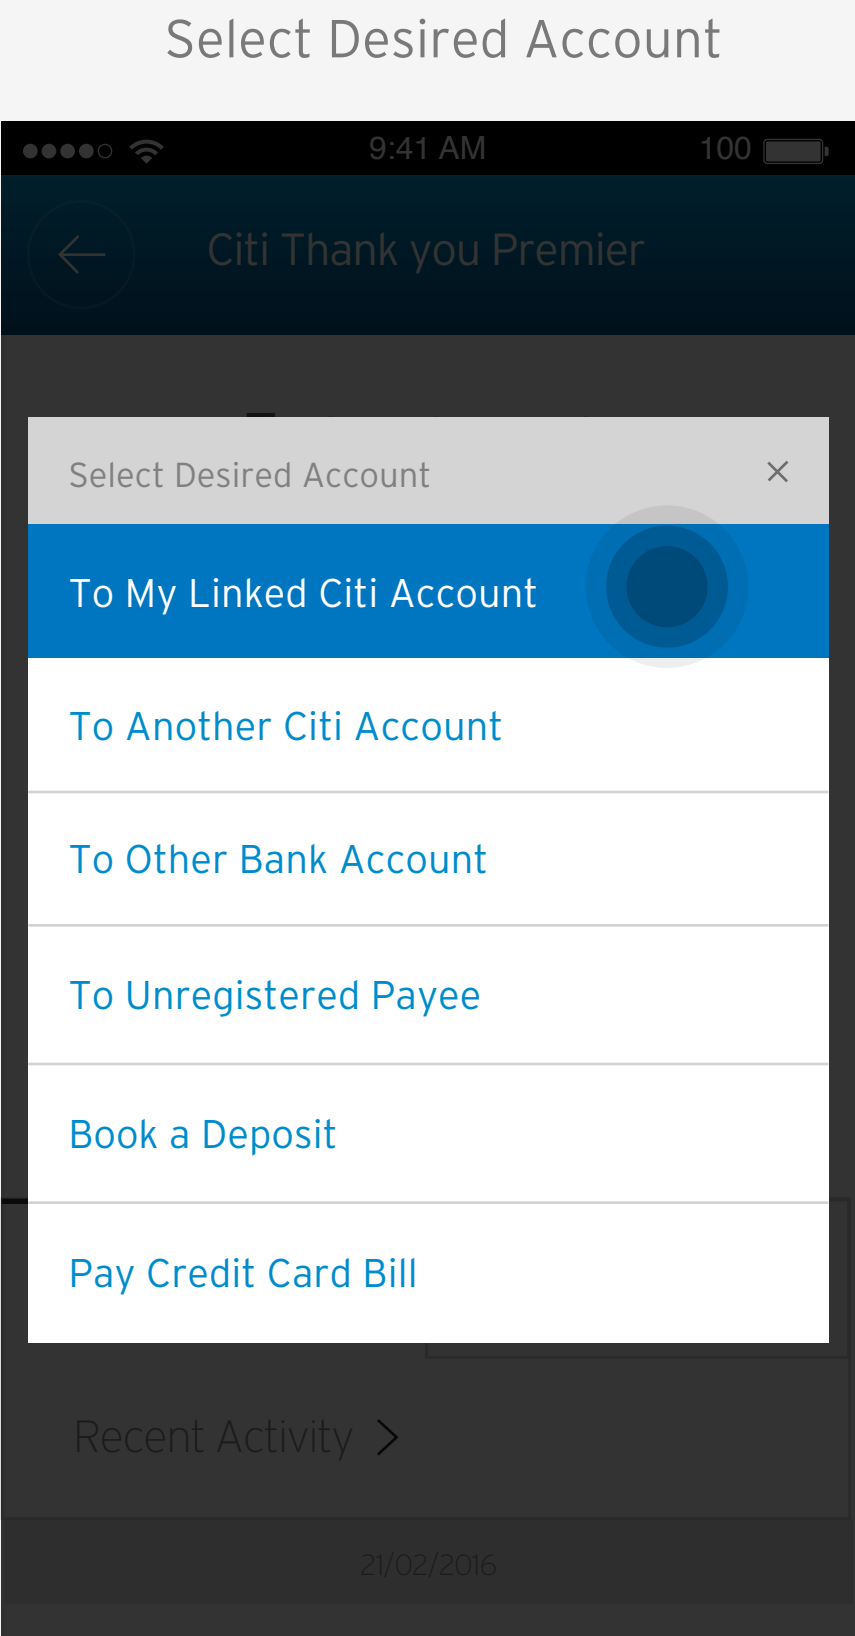 Select Desired Account
9:41 AM
100
Citi Thank you Premier
Select Desired Account
To My Linked Citi Account
To Another Citi Account
To Other Bank Account
To Unregistered Payee
Book a Deposit
Pay Credit Card Bill
Recent Activity
21/02/2016